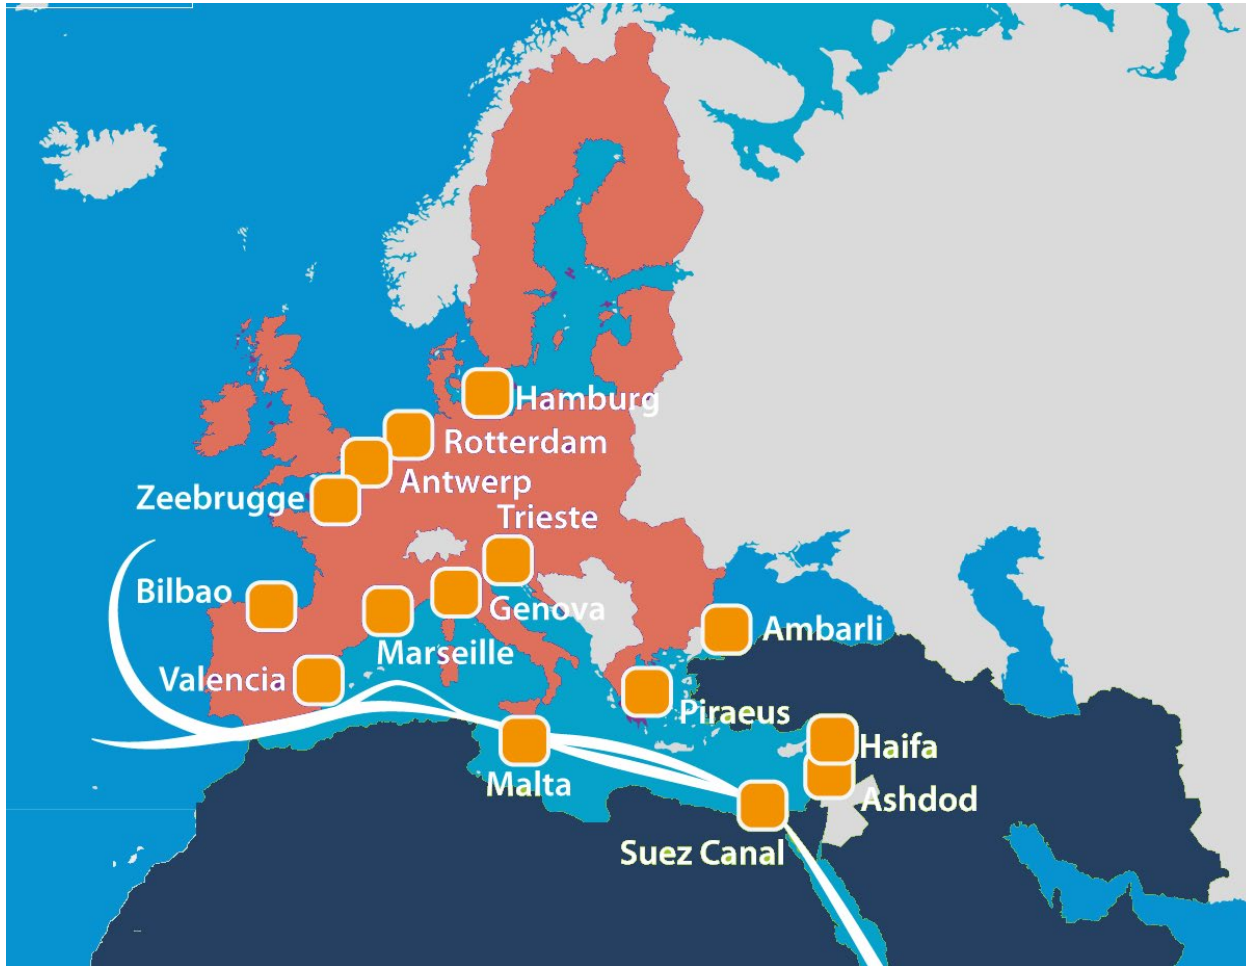 Hamburg
Rotterdam
Antwerp
Zeebrugge
Trieste
Bilbao
Genova
Ambarli
Marseille
Valencia
Piraeus
Haifa
Malta
Ashdod
Suez Canal